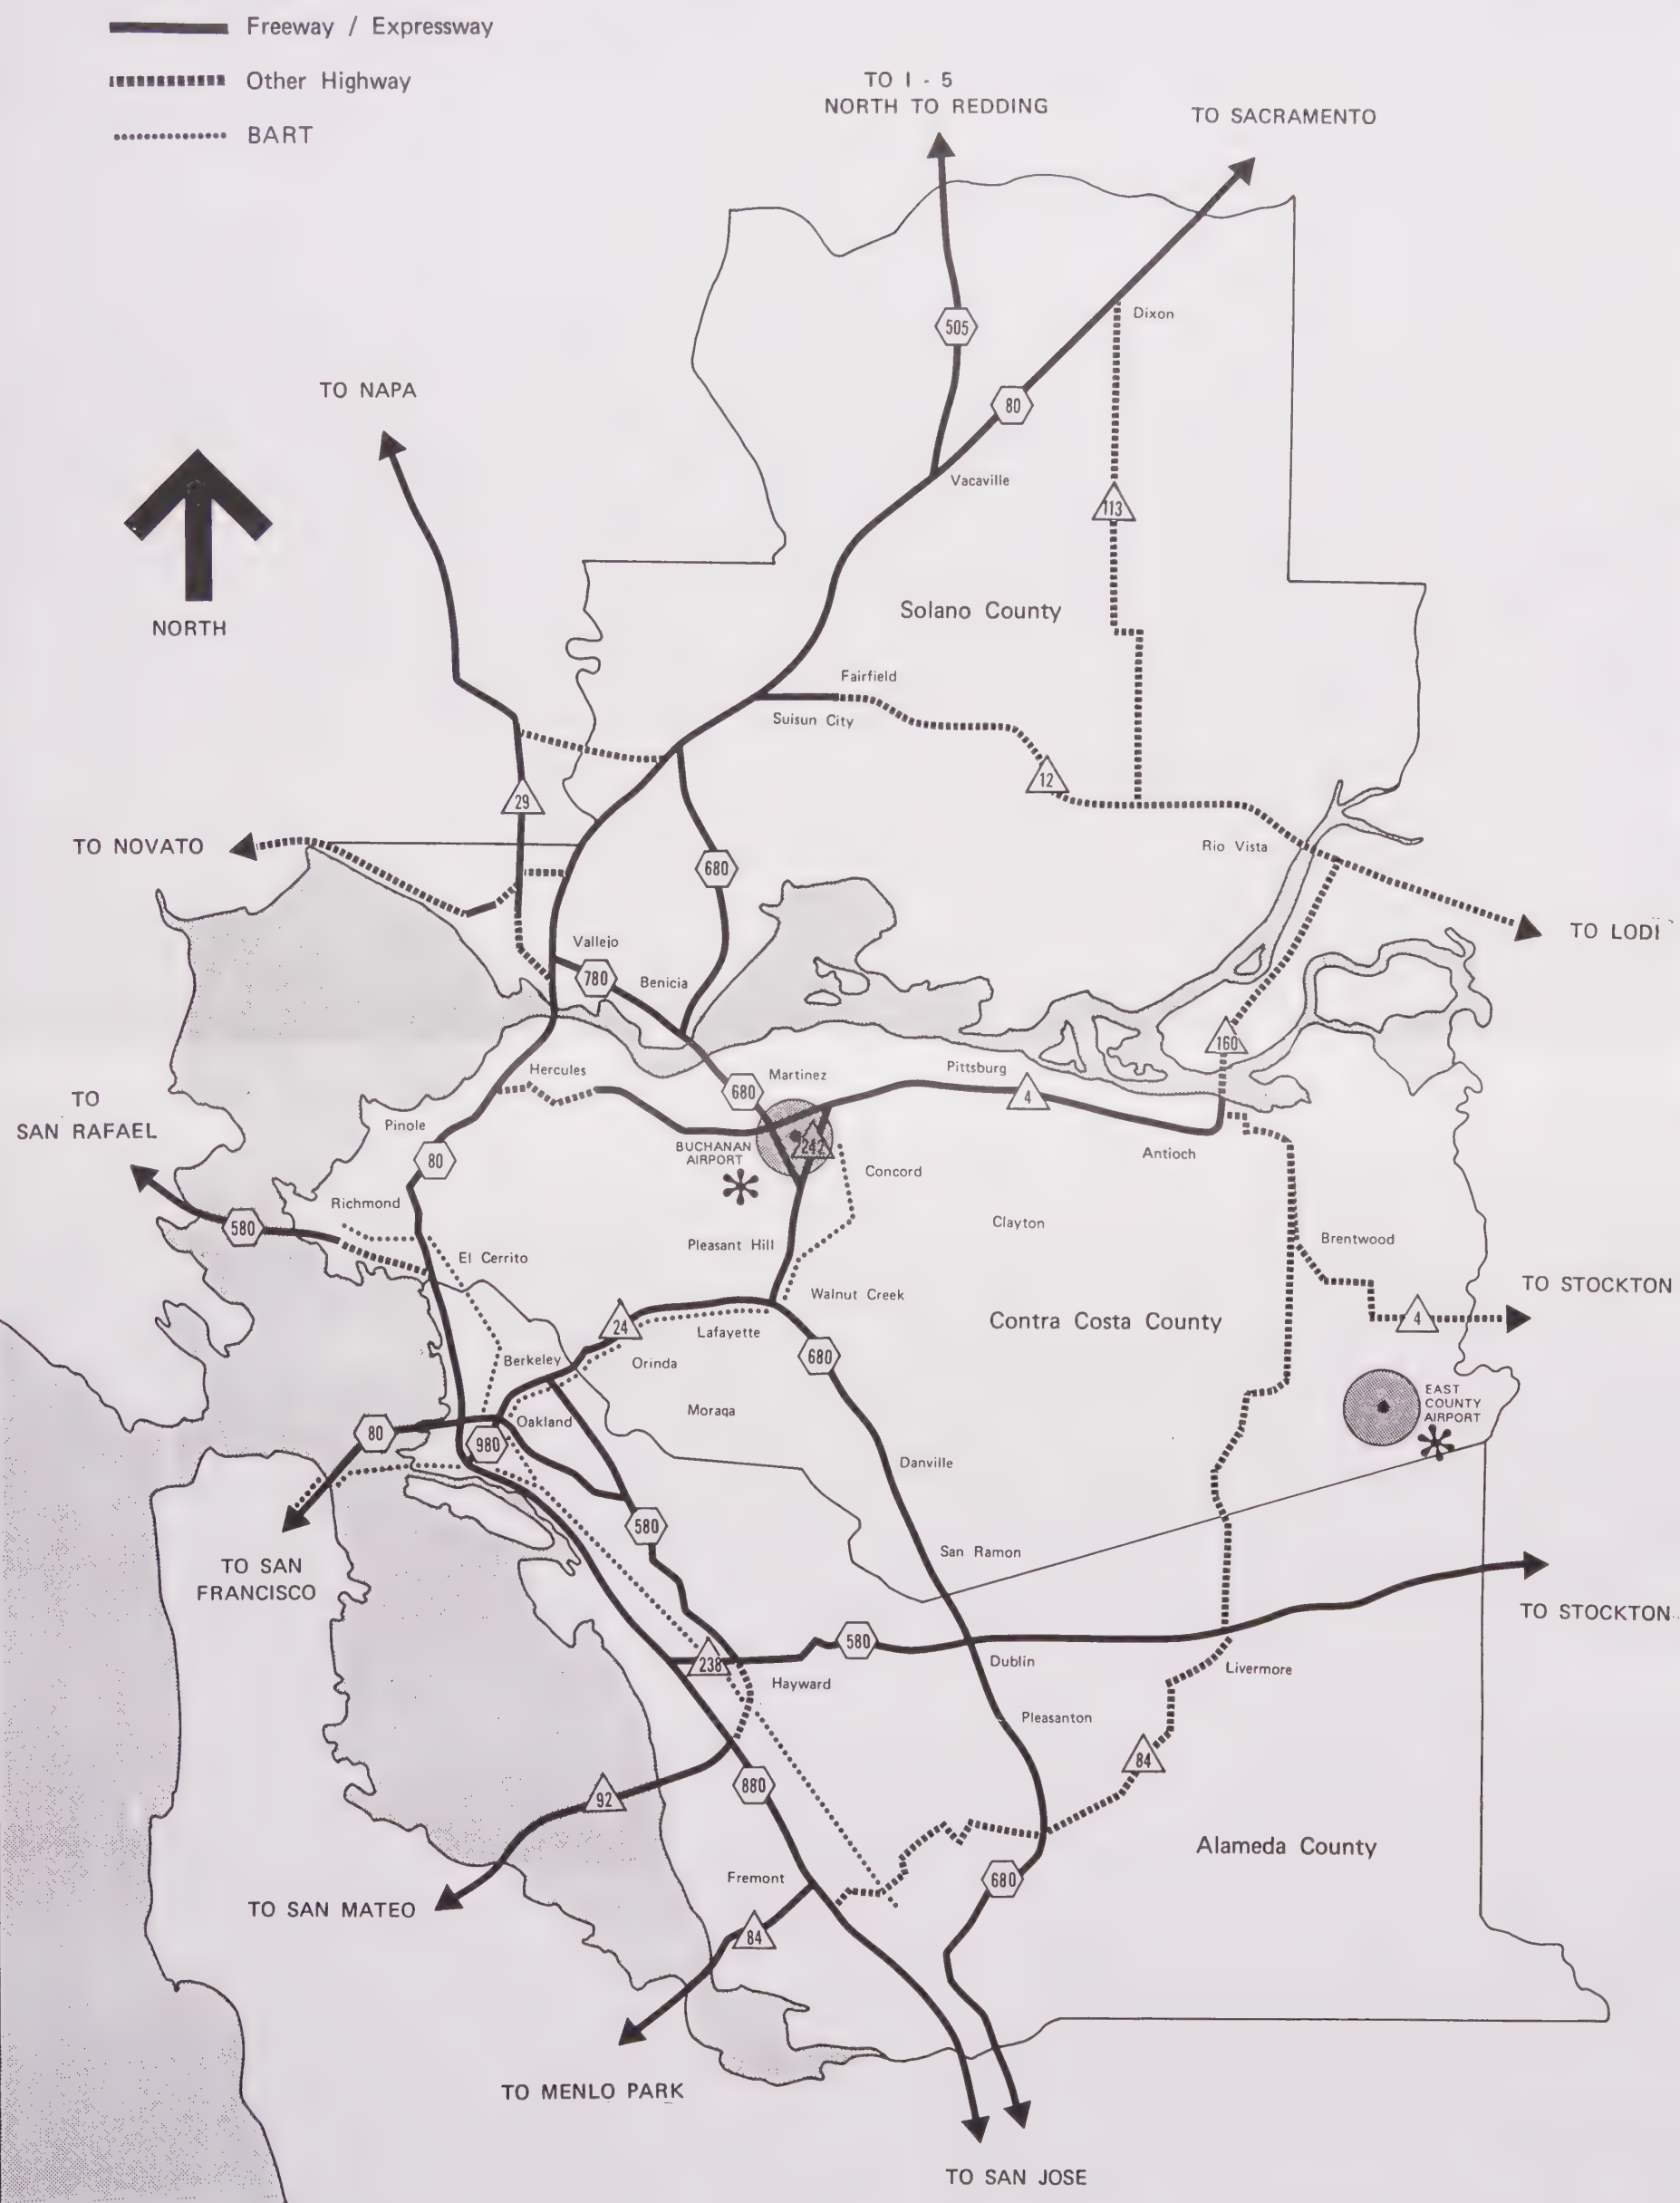 Freeway / Expressway
Other Highway
BART
TO I - 5
NORTH TO REDDING
TO SACRAMENTO
Dixon
505
TO NAPA
80
Vacaville
113
Solano County
NORTH
Fairfield
Suisun City
12
29
TO NOVATO
Rio Vista
680
TO LODI
Vallejo
780
Benicia
160
Hercules
Martinez
Pittsburg
680
4
TO
SAN RAFAEL
Pinole
BUCHANAN
AIRPORT
242
Antioch
80
Concord
Richmond
580
Clayton
Brentwood
Pleasant Hill
El Cerrito
TO STOCKTON
Walnut Creek
4
Contra Costa County
24
Lafayette
680
Berkeley
Orinda
EAST
COUNTY
AIRPORT
Moraga
Oakland
80
980
Danville
580
San Ramon
TO SAN
FRANCISCO
TO STOCKTON
580
238
Dublin
Livermore
Hayward
Pleasanton
84
880
92
Alameda County
Fremont
680
TO SAN MATEO
84
TO MENLO PARK
TO SAN JOSE